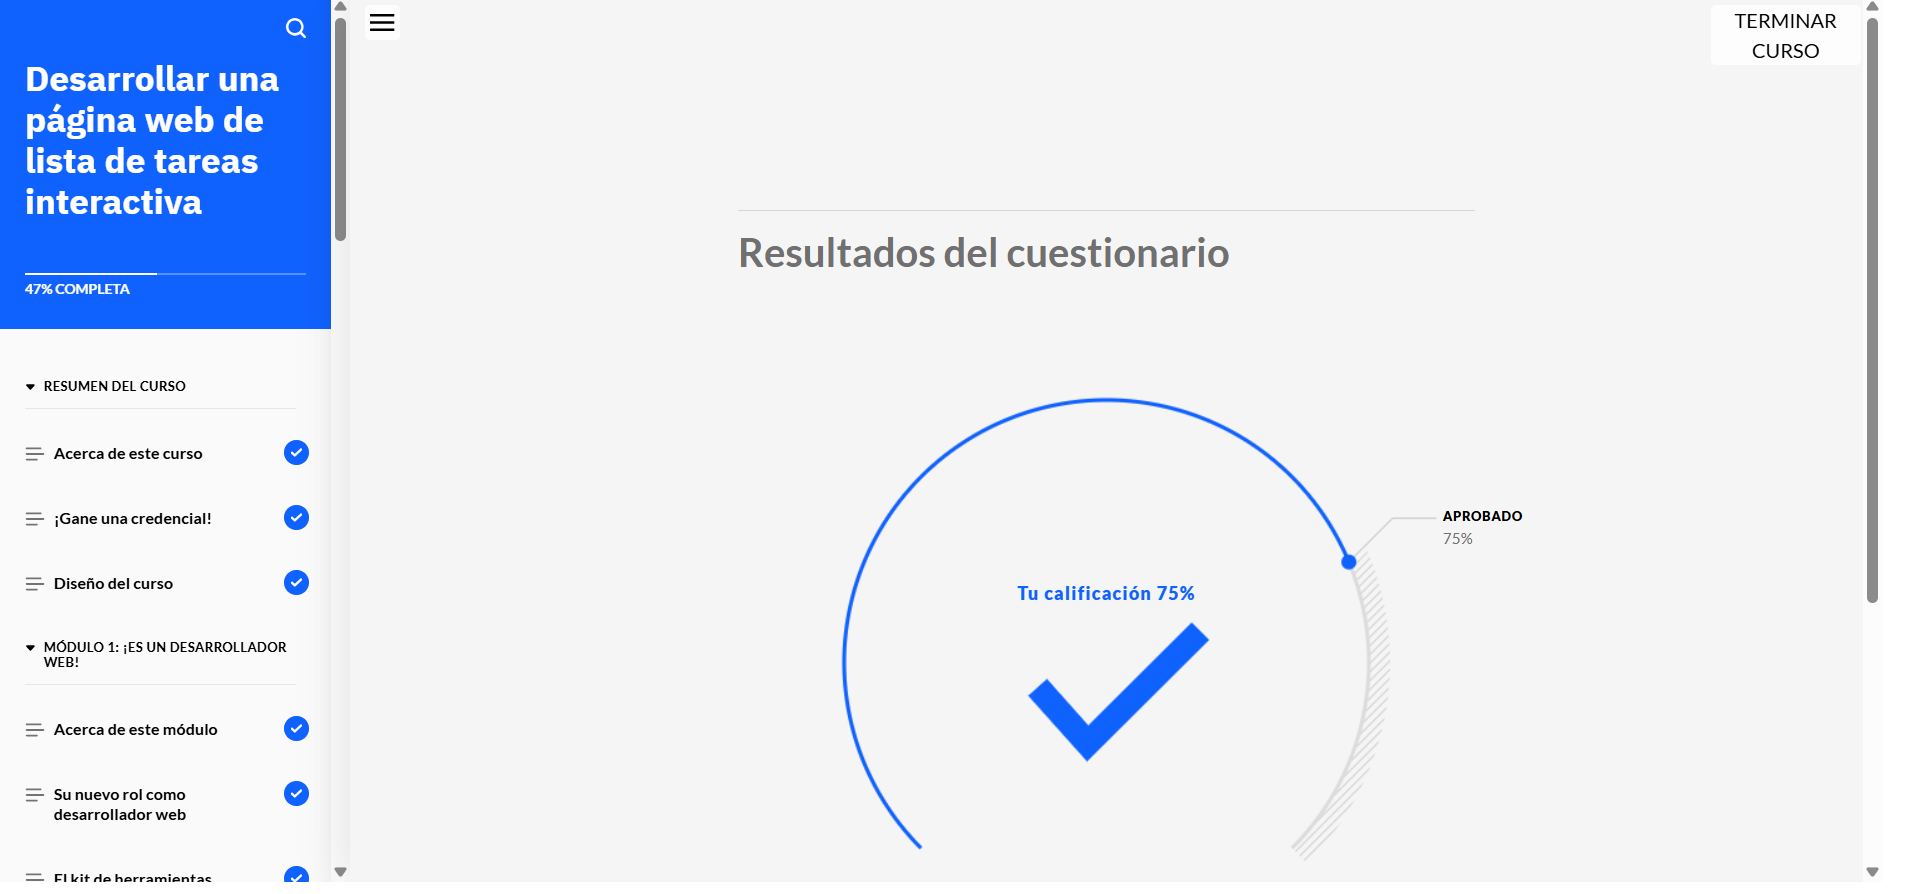 Desarrollar una
página web de
lista de tareas
interactiva
47% COMPLETA
RESUMEN DEL CURSO
Acerca de este curso
¡Gane una credencial!
Diseño del curso
MÓDULO 1: ¡ES UN DESARROLLADOR
WEB!
Acerca de este módulo
Su nuevo rol como
desarrollador web
El kit de herramientas
TERMINAR
CURSO
Resultados del cuestionario
APROBADO
75%
Tu calificación 75%